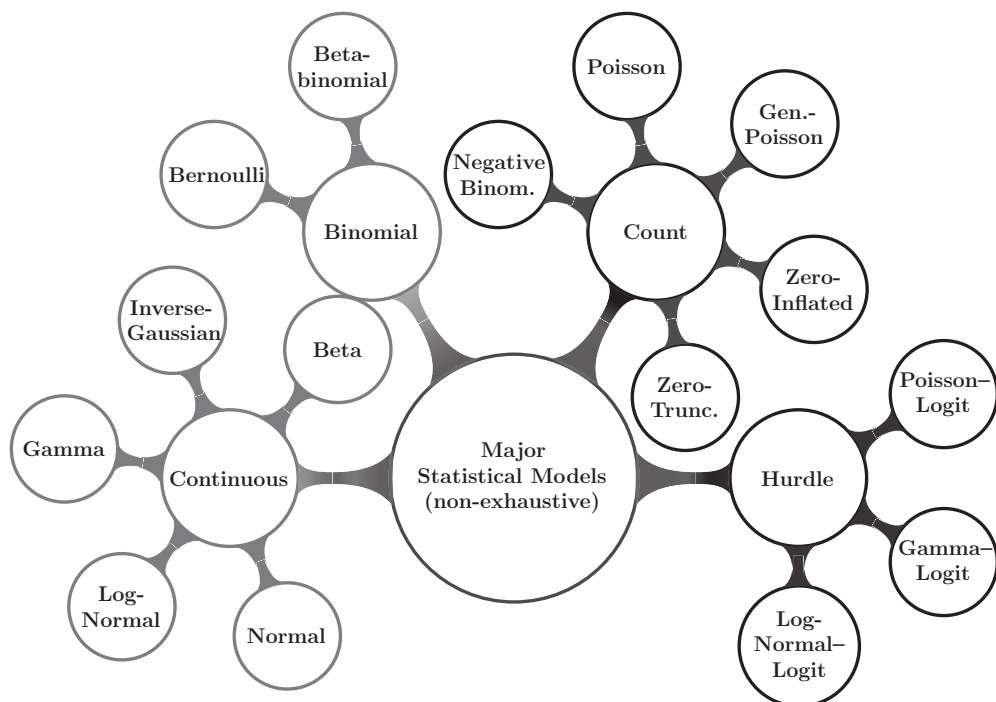 Beta-
binomial
Bernoulli
Binomial
Poisson
Gen.-
Poisson
Negative
Binom.
Count
Zero-
Inflated
Zero-
Trunc.
Inverse-
Gaussian
Beta
Gamma
Continuous
Log-
Normal
Normal
Major
Statistical Models
(non-exhaustive)
Poisson–
Logit
Hurdle
Gamma–
Logit
Log-
Normal–
Logit